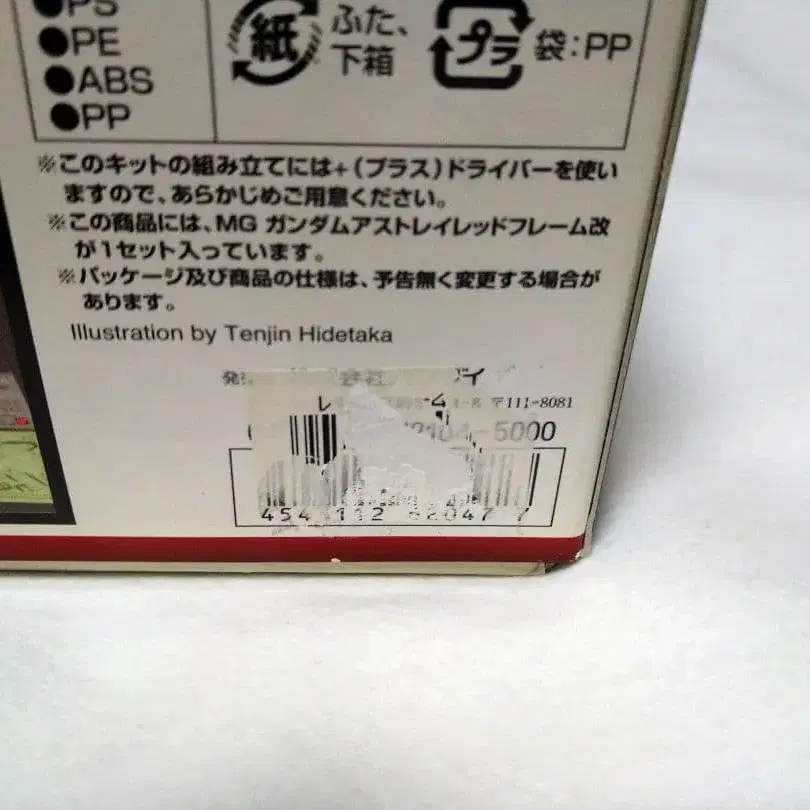 ●PS
●PE
●ABS
●PP
紙
ふた、
下箱
プラ
袋:PP
※このキットの組み立てには+(プラス)ドライバーを使い
ますので、あらかじめご用意ください。
※この商品には、MG ガンダムアストレイレッドフレーム改
が1セット入っています。
※パッケージ及び商品の仕様は、予告無く変更する場合が
あります。
Illustration by Tenjin Hidetaka
〒111-8081
-5000